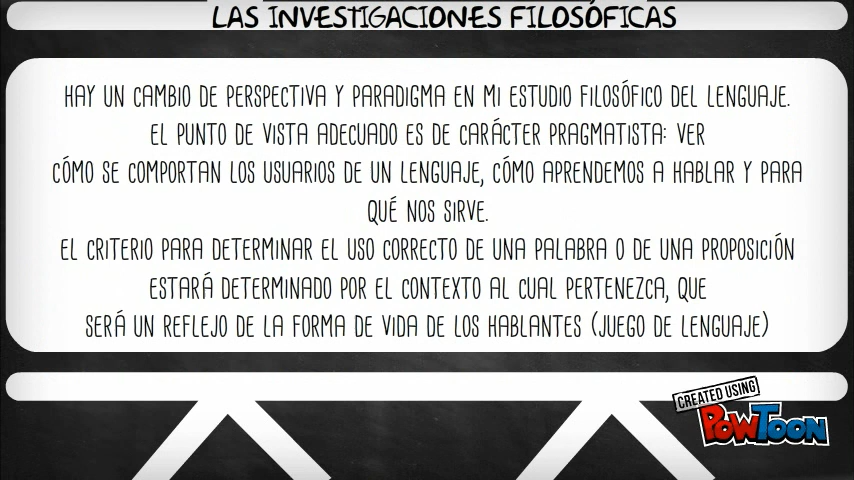 LAS INVESTIGACIONES FILOSÓFICAS
HAY UN CAMBIO DE PERSPECTIVA Y PARADIGMA EN MI ESTUDIO FILOSÓFICO DEL LENGUAJE.
EL PUNTO DE VISTA ADECUADO ES DE CARÁCTER PRAGMATISTA: VER
CÓMO SE COMPORTAN LOS USUARIOS DE UN LENGUAJE, CÓMO APRENDEMOS A HABLAR Y PARA
QUÉ NOS SIRVE.
EL CRITERIO PARA DETERMINAR EL USO CORRECTO DE UNA PALABRA O DE UNA PROPOSICIÓN
ESTARÁ DETERMINADO POR EL CONTEXTO AL CUAL PERTENEZCA, QUE
SERÁ UN REFLEJO DE LA FORMA DE VIDA DE LOS HABLANTES (JUEGO DE LENGUAJE)
CREATED USING
POWTOON